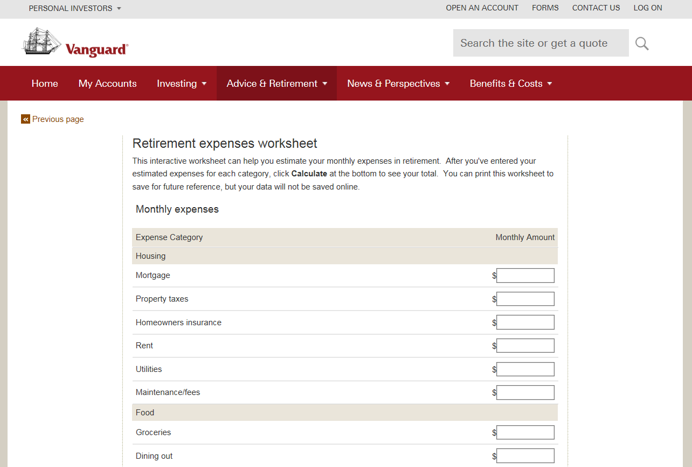 PERSONAL INVESTORS
OPEN AN ACCOUNT FORMS CONTACT US LOG ON
Vanguard®
Search the site or get a quote
Home My Accounts Investing Advice & Retirement News & Perspectives Benefits & Costs
Previous page
Retirement expenses worksheet
This interactive worksheet can help you estimate your monthly expenses in retirement. After you've entered your
estimated expenses for each category, click Calculate at the bottom to see your total. You can print this worksheet to
save for future reference, but your data will not be saved online.
Monthly expenses
Expense Category Monthly Amount
Housing
Mortgage $
Property taxes $
Homeowners insurance $
Rent $
Utilities $
Maintenance/fees $
Food
Groceries $
Dining out $